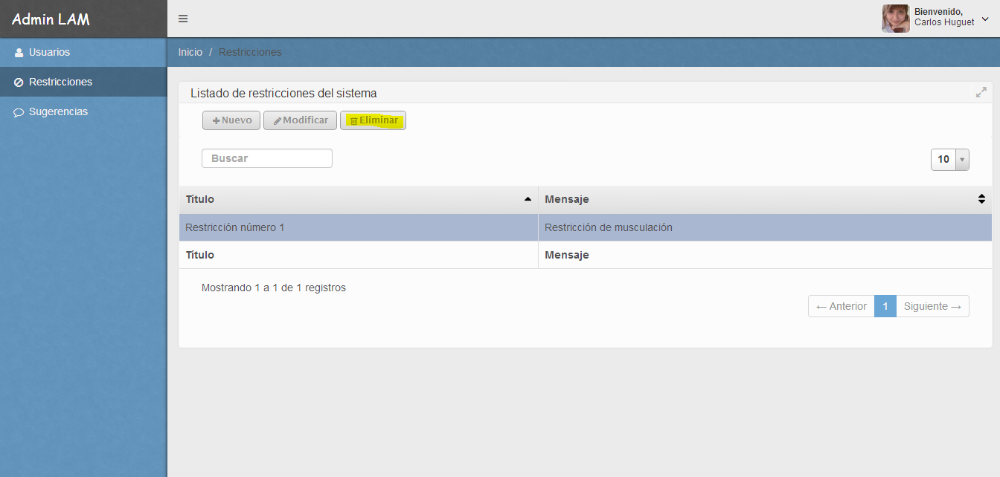 Admin LAM
Bienvenido,
Carlos Huguet
Usuarios
Restricciones
Sugerencias
Inicio / Restricciones
Listado de restricciones del sistema
Nuevo Modificar Eliminar
Buscar
10
Título Mensaje
Restricción número 1 Restricción de musculación
Título Mensaje
Mostrando 1 a 1 de 1 registros
← Anterior 1 Siguiente →